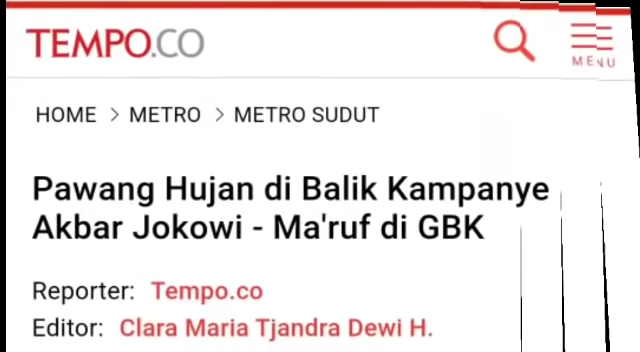 TEMPO.CO
MENU
HOME > METRO > METRO SUDUT
Pawang Hujan di Balik Kampanye
Akbar Jokowi - Ma'ruf di GBK
Reporter: Tempo.co
Editor: Clara Maria Tjandra Dewi H.